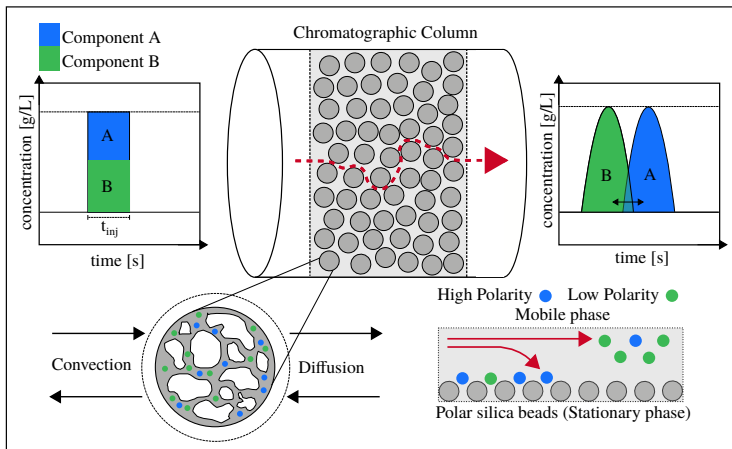 Component A
Component B
Chromatographic Column
concentration [g/L]
A
B
t_inj
time [s]
concentration [g/L]
B
A
time [s]
High Polarity
Low Polarity
Mobile phase
Convection
Diffusion
Polar silica beads (Stationary phase)